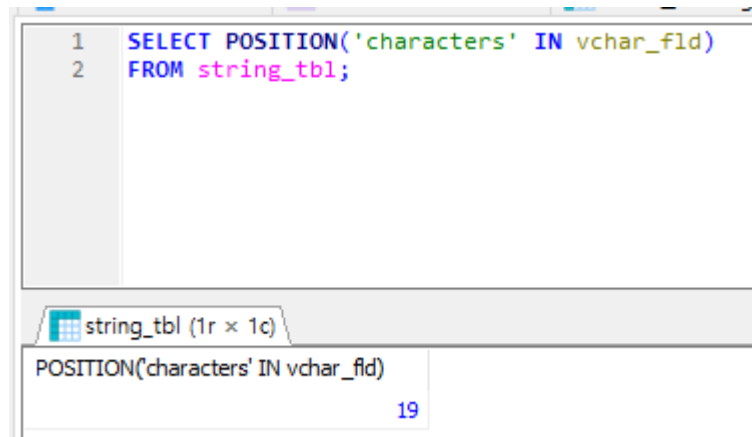 1 SELECT POSITION('characters' IN vchar_fld)
2 FROM string_tbl;
string_tbl (1r × 1c)
POSITION('characters' IN vchar_fld)
19